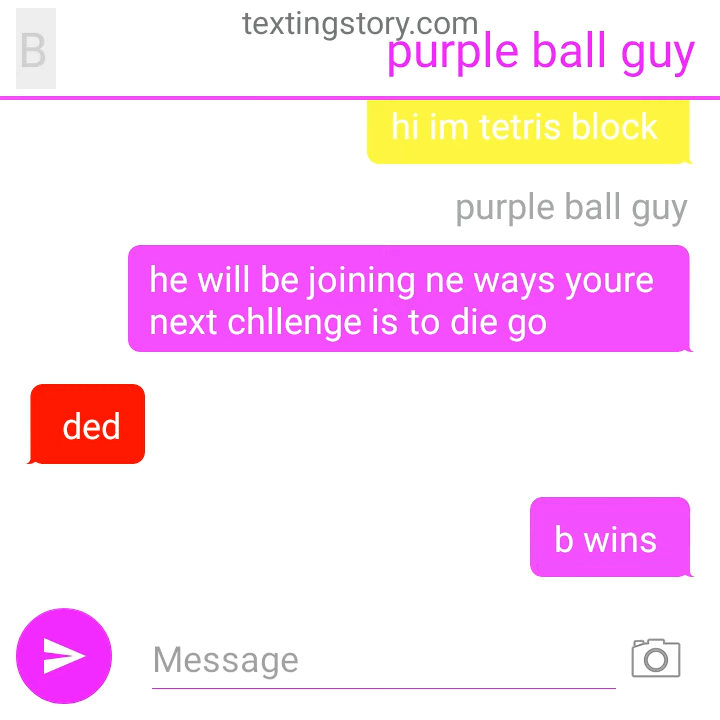 textingstory.com
B
purple ball guy
hi im tetris block
purple ball guy
he will be joining ne ways youre
next chllenge is to die go
ded
b wins
Message